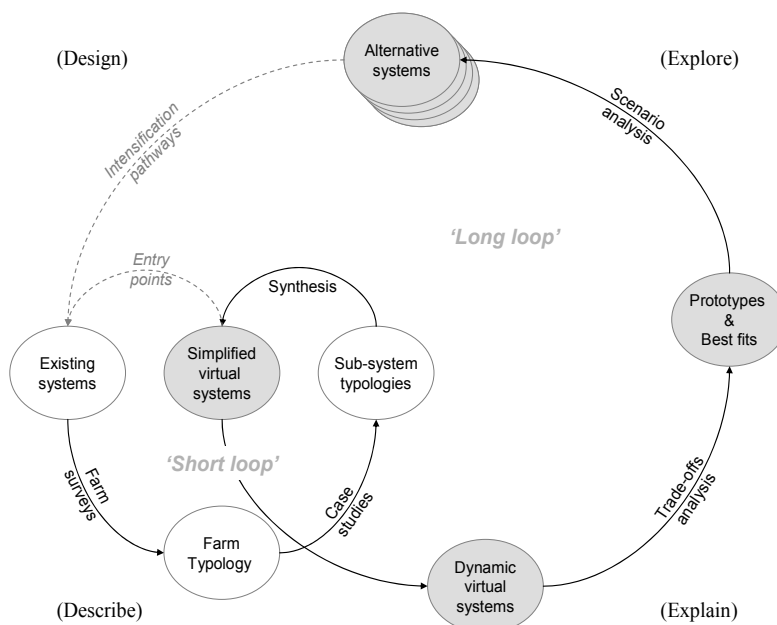 (Design)
Alternative
systems
(Explore)
Scenario
analysis
Intensification
pathways
'Long loop'
Entry
points
Synthesis
Prototypes
&
Best fits
Existing
systems
Simplified
virtual
systems
Sub-system
typologies
'Short loop'
Farm
surveys
Case
studies
Trade-offs
analysis
Farm
Typology
Dynamic
virtual
systems
(Describe)
(Explain)